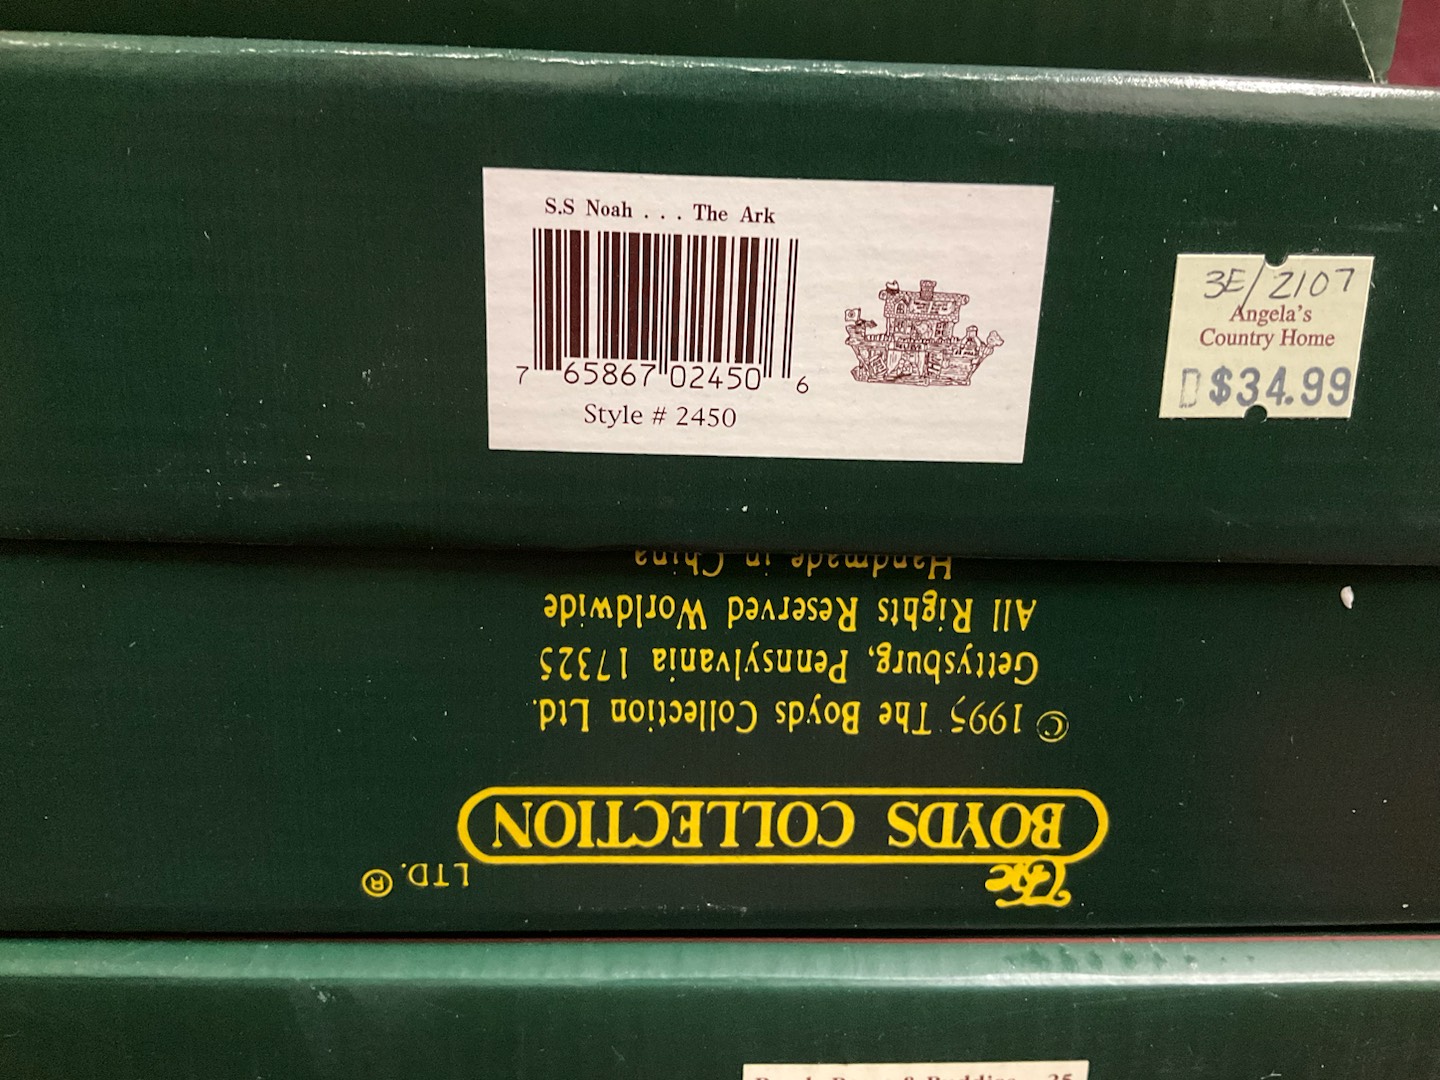 S.S Noah . . . The Ark
7 65867 02450 6
Style # 2450
3E/2107
Angela's
Country Home
D $34.99
The
BOYDS COLLECTION
LTD.®
© 1995 The Boyds Collection Ltd.
Gettysburg, Pennsylvania 17325
All Rights Reserved Worldwide
Handmade in China